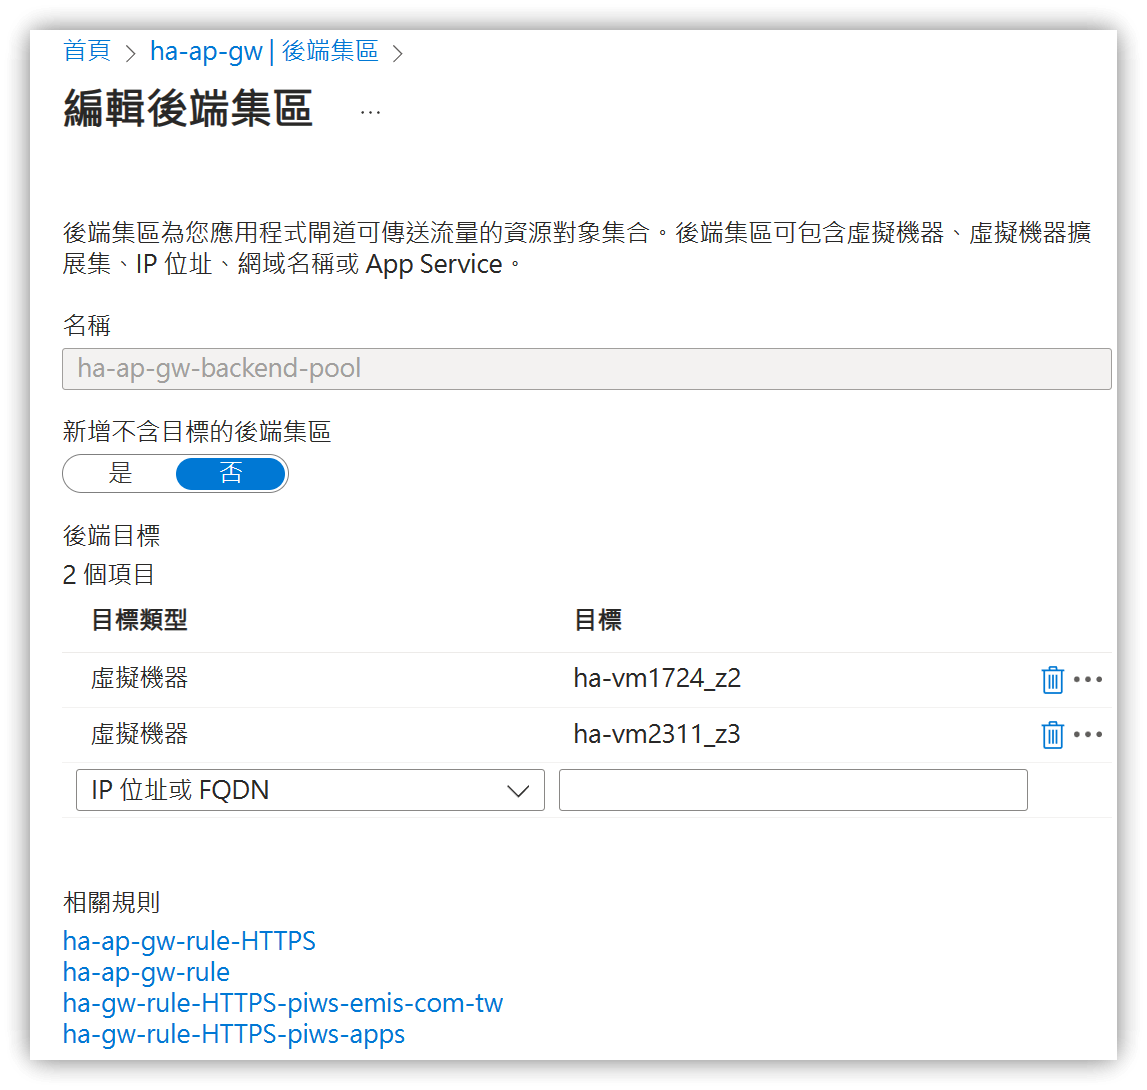 首頁 > ha-ap-gw | 後端集區 >
編輯後端集區 ...
後端集區為您應用程式閘道可傳送流量的資源對象集合。後端集區可包含虛擬機器、虛擬機器擴
展集、IP 位址、網域名稱或 App Service。
名稱
ha-ap-gw-backend-pool
新增不含目標的後端集區
是 否
後端目標
2 個項目
目標類型 目標
虛擬機器 ha-vm1724_z2
虛擬機器 ha-vm2311_z3
IP 位址或 FQDN
相關規則
ha-ap-gw-rule-HTTPS
ha-ap-gw-rule
ha-gw-rule-HTTPS-piws-emis-com-tw
ha-gw-rule-HTTPS-piws-apps